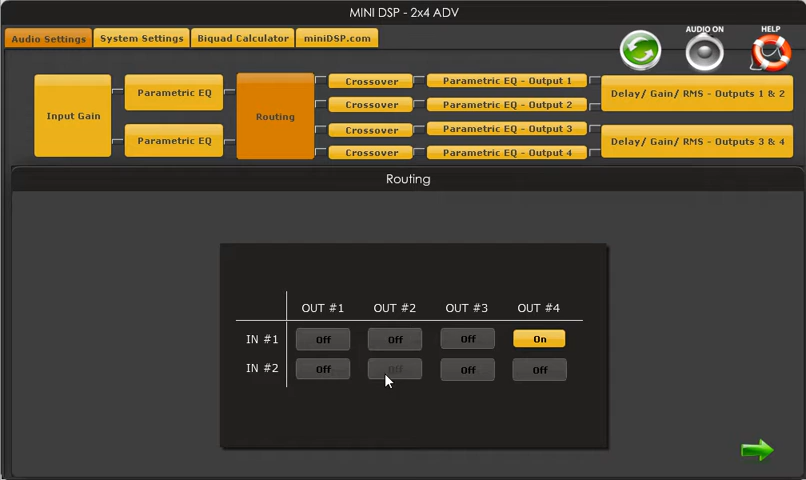 MINI DSP - 2x4 ADV
Audio Settings
System Settings
Biquad Calculator
miniDSP.com
AUDIO ON
HELP
Input Gain
Parametric EQ
Parametric EQ
Routing
Crossover
Parametric EQ - Output 1
Crossover
Parametric EQ - Output 2
Crossover
Parametric EQ - Output 3
Crossover
Parametric EQ - Output 4
Delay/ Gain/ RMS - Outputs 1 & 2
Delay/ Gain/ RMS - Outputs 3 & 4
Routing
OUT #1 OUT #2 OUT #3 OUT #4
IN #1 Off Off Off On
IN #2 Off Off Off Off